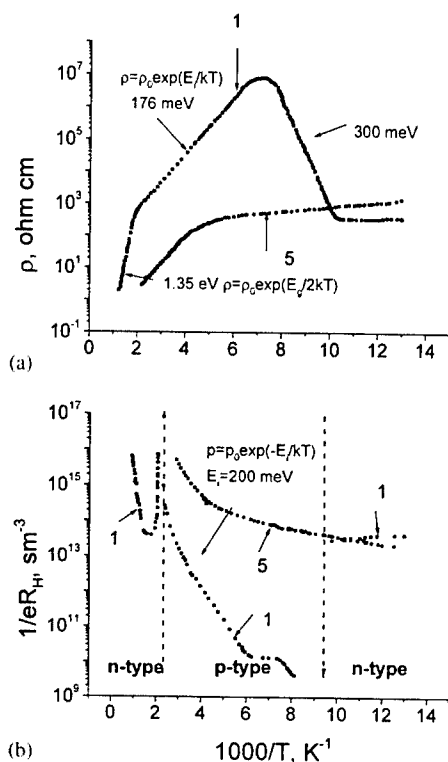 1
10⁷
ρ=ρ₀exp(Eᵢ/kT)
176 meV
300 meV
10⁵
10³
ρ, ohm cm
5
10¹
1.35 eV ρ=ρ₀exp(E_g/2kT)
10⁻¹
0 2 4 6 8 10 12 14
(a)
10¹⁷
p=p₀exp(-Eᵢ/kT)
Eᵢ=200 meV
10¹⁵
1
1
10¹³
5
1/eR_H, sm⁻³
10¹¹
1
n-type p-type n-type
10⁹
0 2 4 6 8 10 12 14
(b)
1000/T, K⁻¹